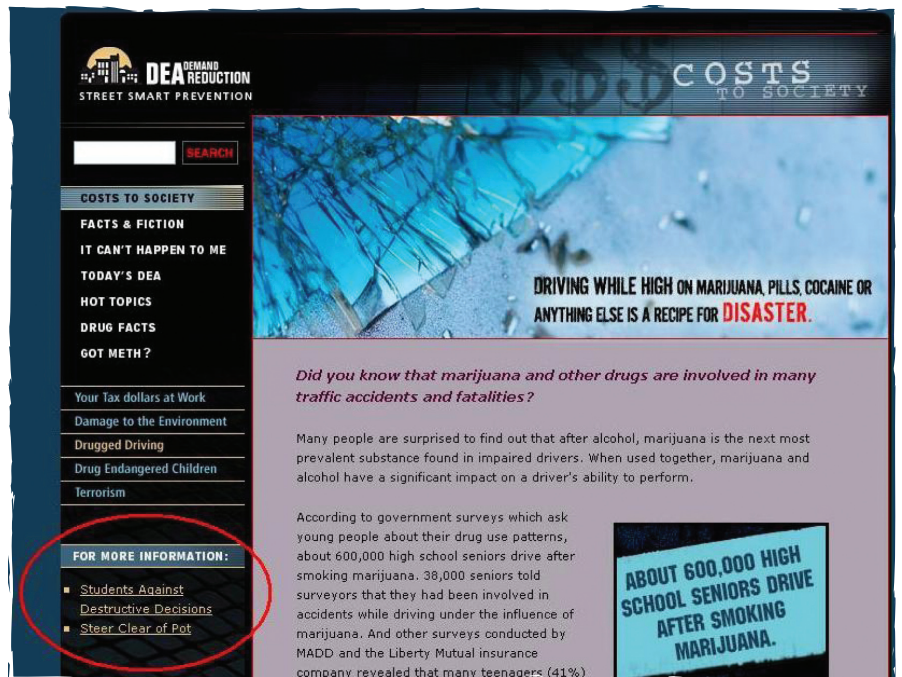 DEA DEMAND REDUCTION
STREET SMART PREVENTION
$$$ COSTS
TO SOCIETY
SEARCH
COSTS TO SOCIETY
FACTS & FICTION
IT CAN'T HAPPEN TO ME
TODAY'S DEA
HOT TOPICS
DRUG FACTS
GOT METH?
Your Tax dollars at Work
Damage to the Environment
Drugged Driving
Drug Endangered Children
Terrorism
FOR MORE INFORMATION:
Students Against
Destructive Decisions
Steer Clear of Pot
DRIVING WHILE HIGH ON MARIJUANA, PILLS, COCAINE OR
ANYTHING ELSE IS A RECIPE FOR DISASTER.
Did you know that marijuana and other drugs are involved in many
traffic accidents and fatalities?
Many people are surprised to find out that after alcohol, marijuana is the next most
prevalent substance found in impaired drivers. When used together, marijuana and
alcohol have a significant impact on a driver's ability to perform.
According to government surveys which ask
young people about their drug use patterns,
about 600,000 high school seniors drive after
smoking marijuana. 38,000 seniors told
surveyors that they had been involved in
accidents while driving under the influence of
marijuana. And other surveys conducted by
MADD and the Liberty Mutual insurance
company revealed that many teenagers (41%)
ABOUT 600,000 HIGH
SCHOOL SENIORS DRIVE
AFTER SMOKING
MARIJUANA.